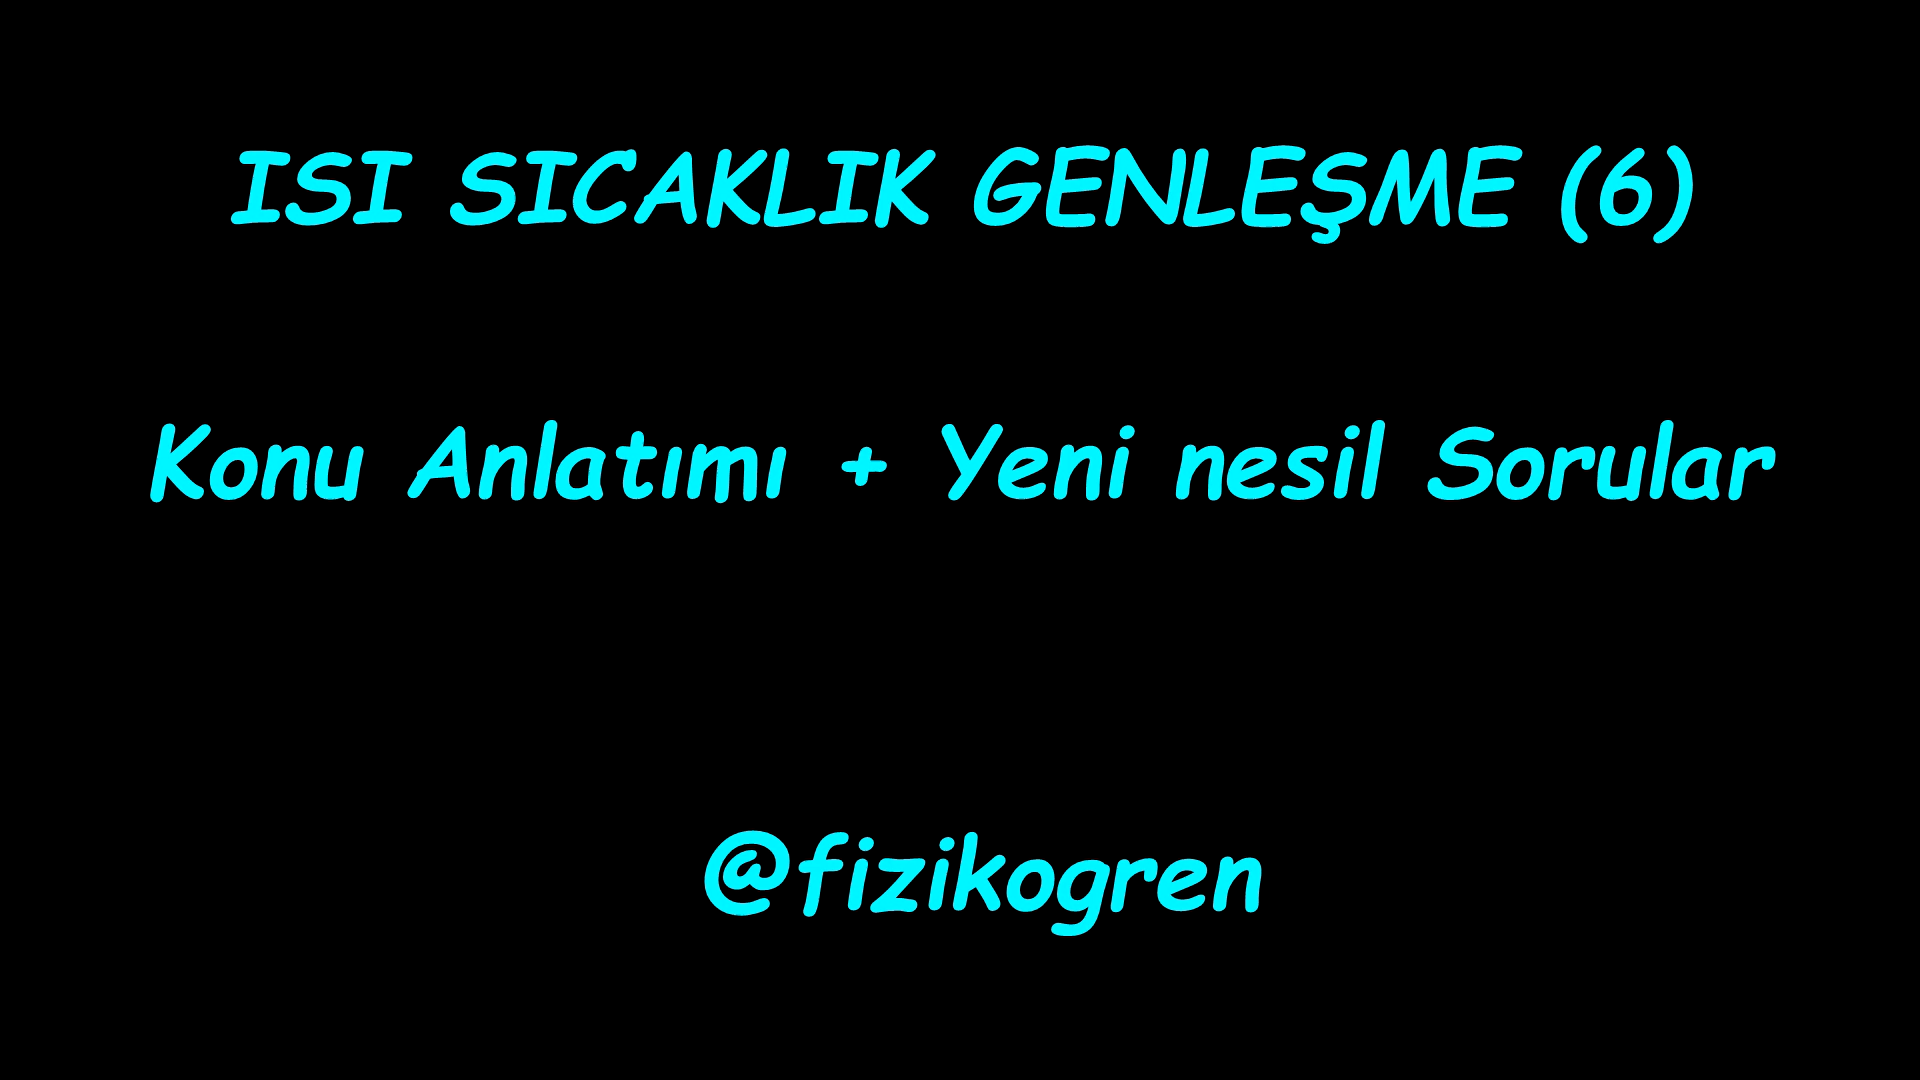 ISI SICAKLIK GENLEŞME (6)
Konu Anlatımı + Yeni nesil Sorular
@fizikogren